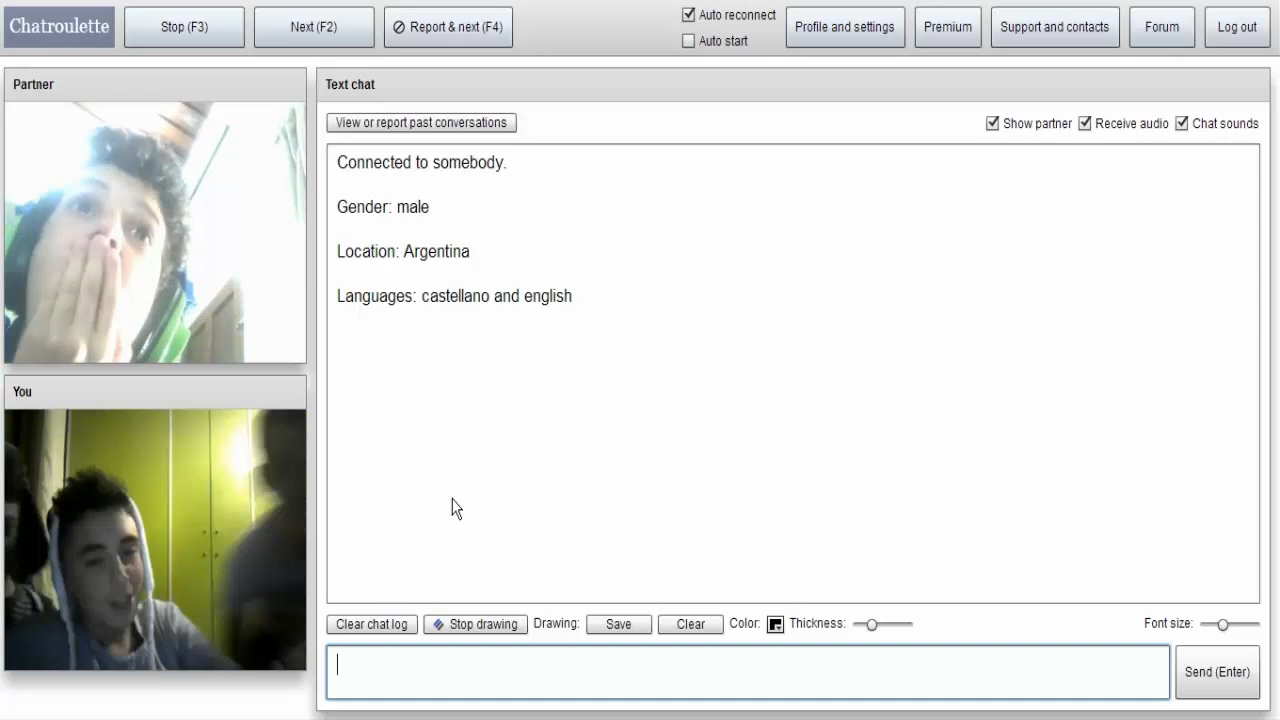 Chatroulette
Stop (F3)
Next (F2)
Report & next (F4)
Auto reconnect
Auto start
Profile and settings
Premium
Support and contacts
Forum
Log out
Partner
Text chat
View or report past conversations
Show partner
Receive audio
Chat sounds
Connected to somebody.
Gender: male
Location: Argentina
Languages: castellano and english
You
Clear chat log
Stop drawing
Drawing:
Save
Clear
Color:
Thickness:
Font size:
Send (Enter)